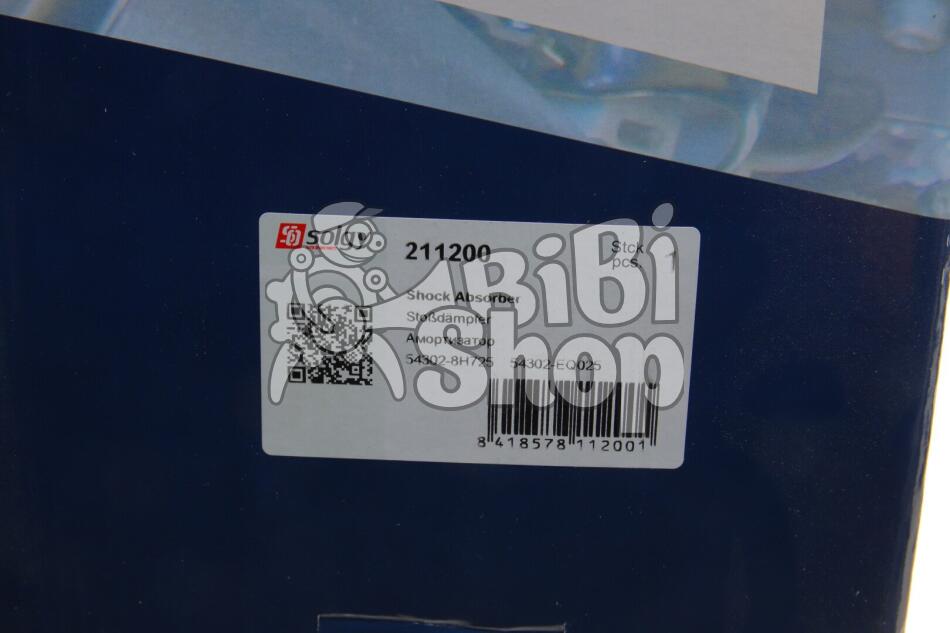 solgy
211200
Stck
pcs. 1
Shock Absorber
Stoßdämpfer
Амортизатор
54302-8H725 54302-EQ025
8 418578 112001
BiBi
Shop